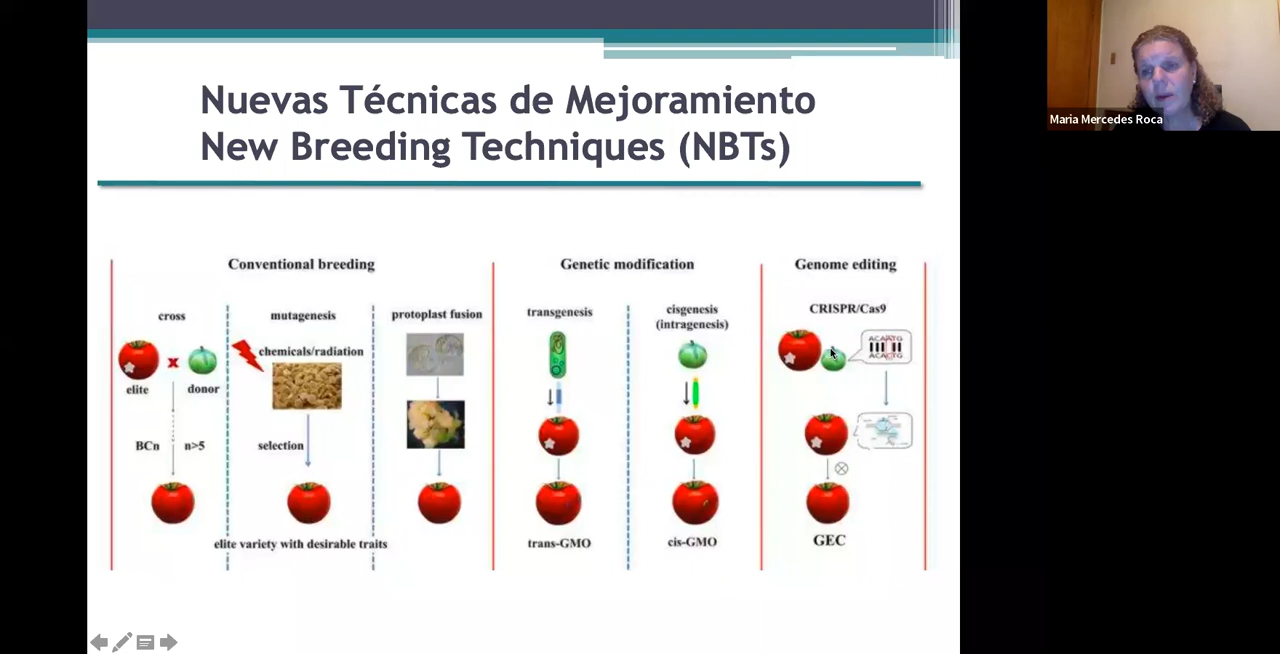 Nuevas Técnicas de Mejoramiento
New Breeding Techniques (NBTs)
Maria Mercedes Roca
Conventional breeding
Genetic modification
Genome editing
cross
mutagenesis
protoplast fusion
transgenesis
cisgenesis
(intragenesis)
CRISPR/Cas9
chemicals/radiation
x
elite
donor
ACAATG
ACACTG
BCn
n>5
selection
elite variety with desirable traits
trans-GMO
cis-GMO
GEC